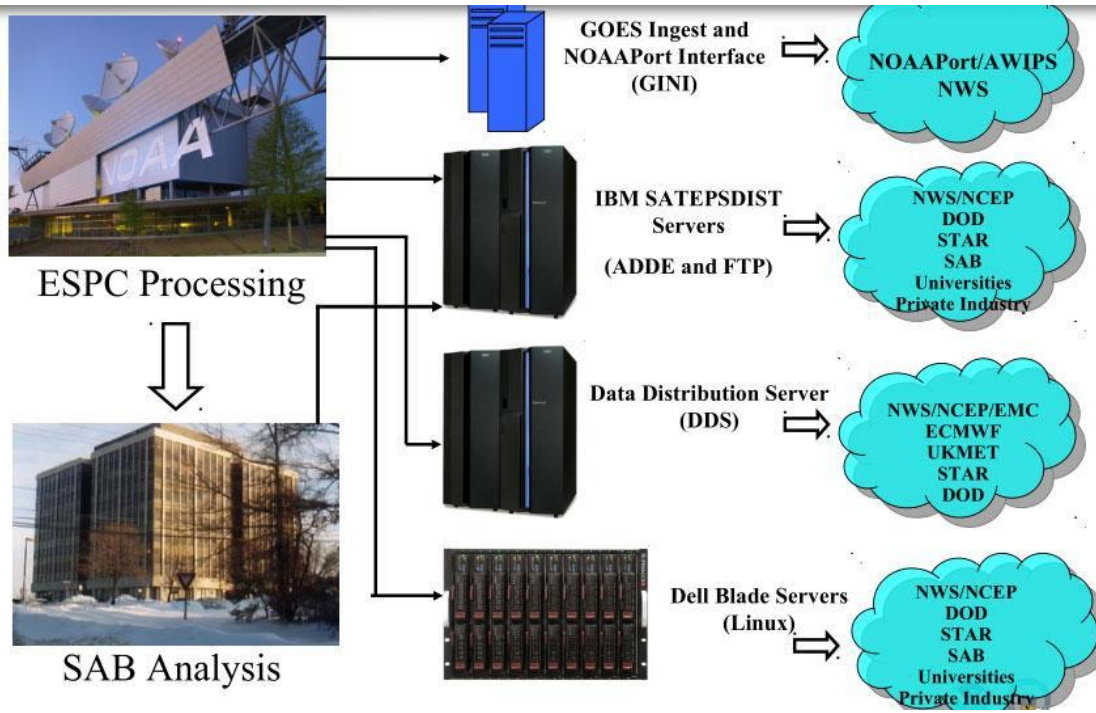 GOES Ingest and
NOAAPort Interface
(GINI)
NOAAPort/AWIPS
NWS
NOAA
ESPC Processing
IBM SATEPSDIST
Servers
(ADDE and FTP)
NWS/NCEP
DOD
STAR
SAB
Universities
Private Industry
Data Distribution Server
(DDS)
NWS/NCEP/EMC
ECMWF
UKMET
STAR
DOD
SAB Analysis
Dell Blade Servers
(Linux)
NWS/NCEP
DOD
STAR
SAB
Universities
Private Industry